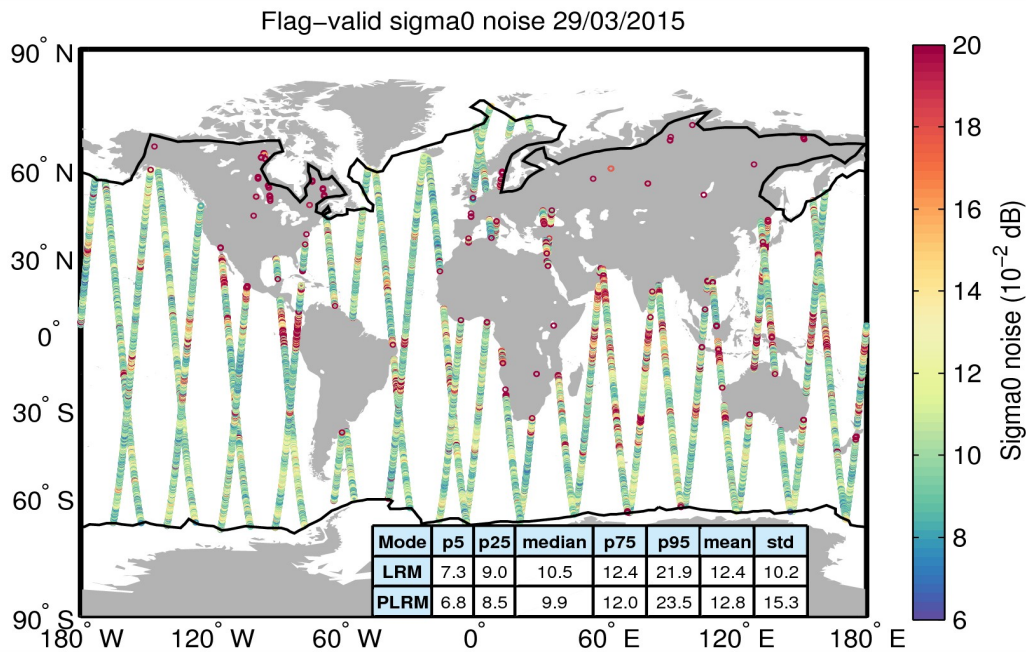 Flag−valid sigma0 noise 29/03/2015
90° N
60° N
30° N
0°
30° S
60° S
90° S
180° W
120° W
60° W
0°
60° E
120° E
180° E
Mode p5 p25 median p75 p95 mean std
LRM 7.3 9.0 10.5 12.4 21.9 12.4 10.2
PLRM 6.8 8.5 9.9 12.0 23.5 12.8 15.3
20
18
16
14
12
10
8
6
Sigma0 noise (10⁻² dB)